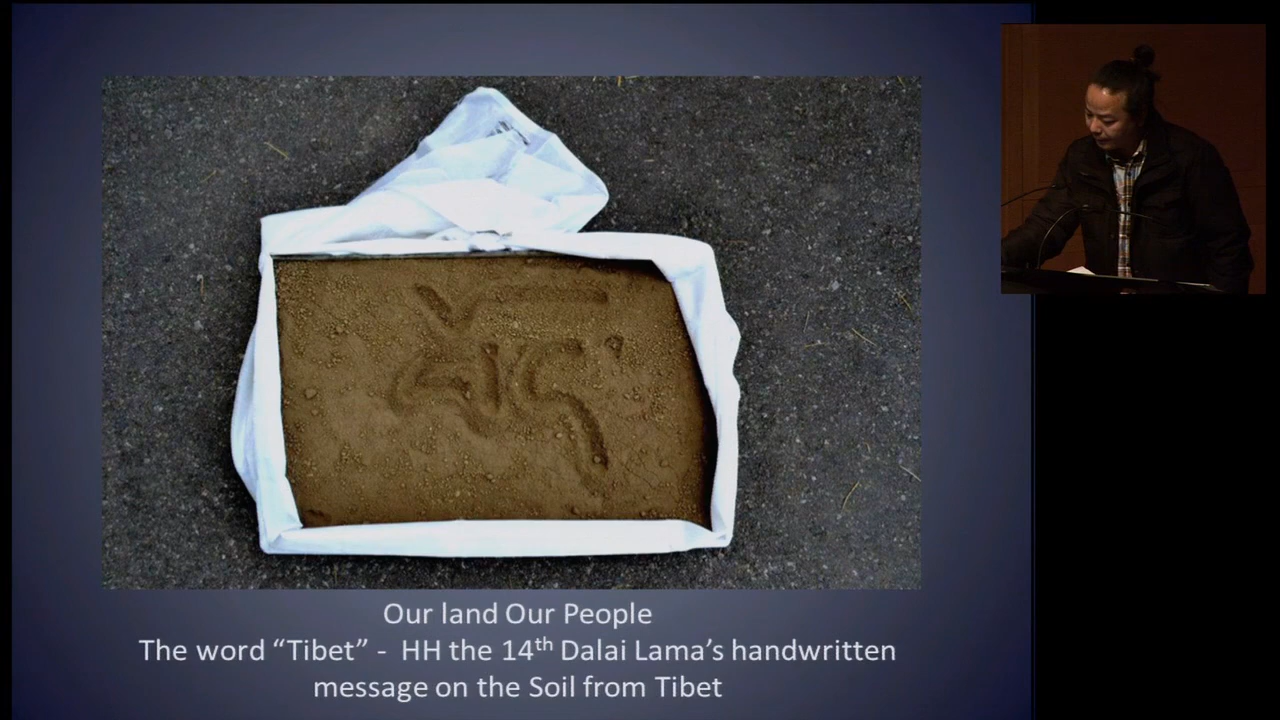 བོད་
Our land Our People
The word “Tibet” - HH the 14th Dalai Lama’s handwritten
message on the Soil from Tibet